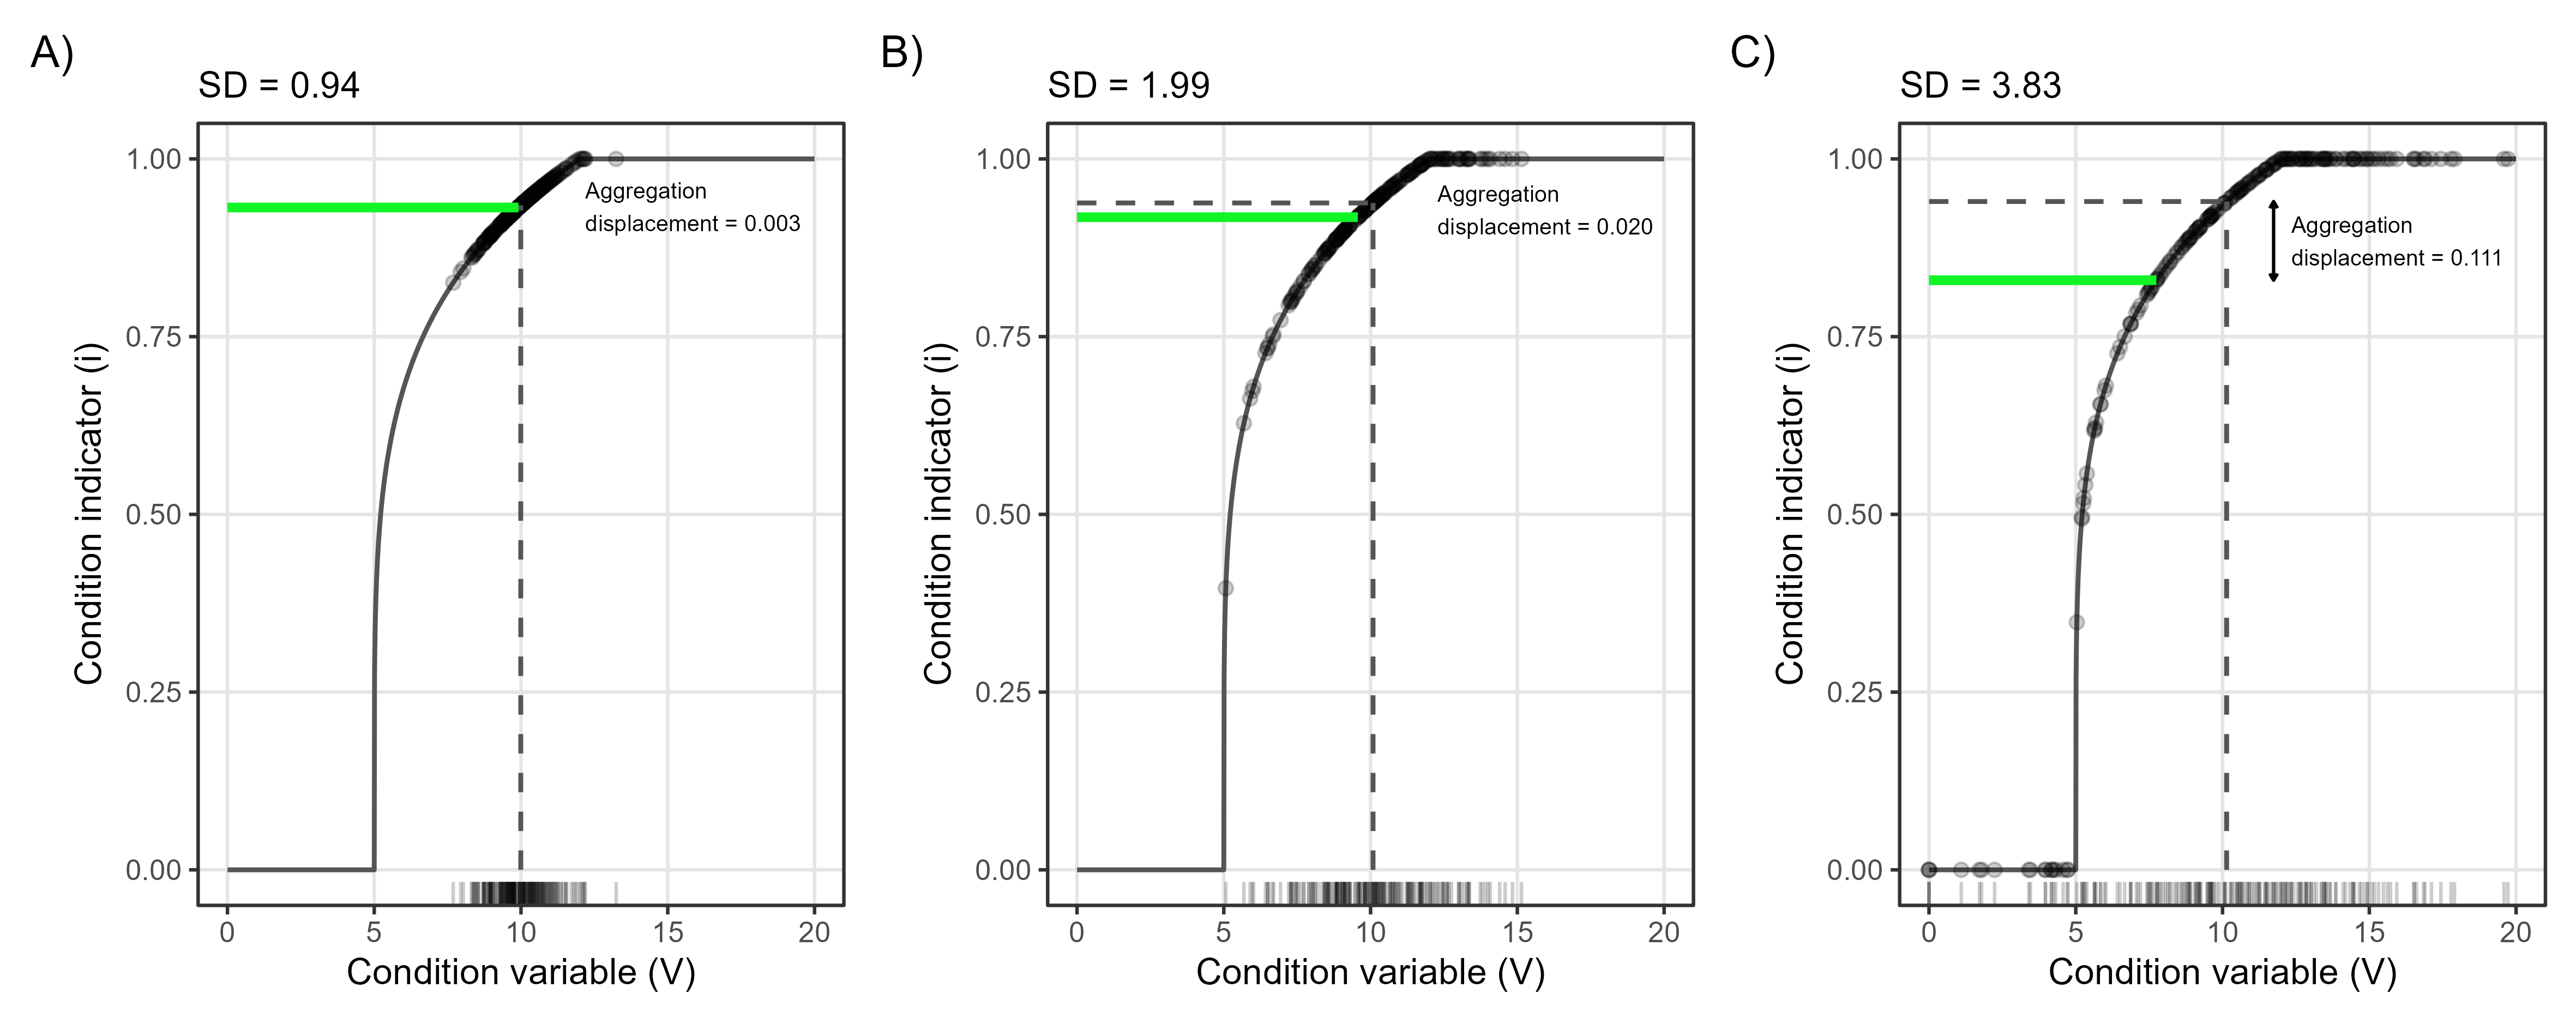 A)
SD = 0.94
1.00
0.75
0.50
0.25
0.00
Condition indicator (i)
Aggregation
displacement = 0.003
0 5 10 15 20
Condition variable (V)
B)
SD = 1.99
1.00
0.75
0.50
0.25
0.00
Condition indicator (i)
Aggregation
displacement = 0.020
0 5 10 15 20
Condition variable (V)
C)
SD = 3.83
1.00
0.75
0.50
0.25
0.00
Condition indicator (i)
Aggregation
displacement = 0.111
0 5 10 15 20
Condition variable (V)